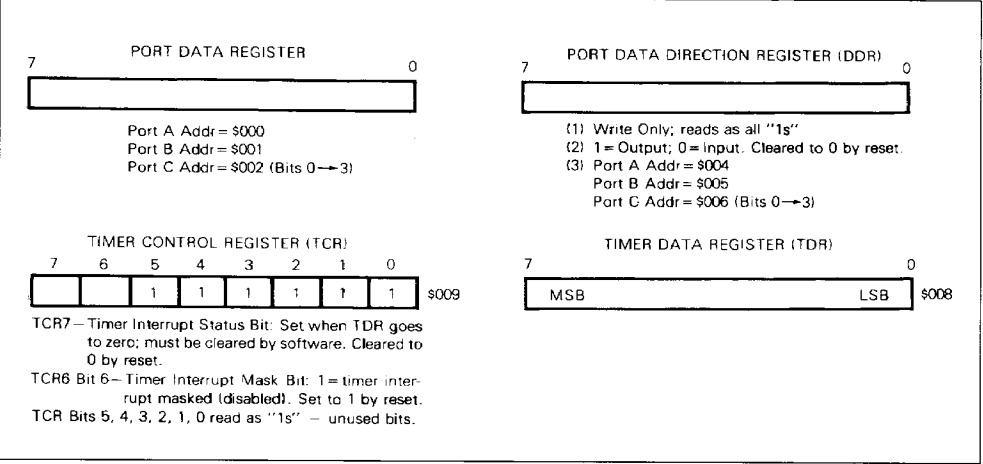 PORT DATA REGISTER
7 0
Port A Addr = $000
Port B Addr = $001
Port C Addr = $002 (Bits 0→3)
PORT DATA DIRECTION REGISTER (DDR)
7 0
(1) Write Only; reads as all "1s"
(2) 1 = Output; 0 = Input. Cleared to 0 by reset.
(3) Port A Addr = $004
Port B Addr = $005
Port C Addr = $006 (Bits 0→3)
TIMER CONTROL REGISTER (TCR)
7 6 5 4 3 2 1 0
1 1 1 1 1 1 $009
TCR7—Timer Interrupt Status Bit: Set when TDR goes
to zero; must be cleared by software. Cleared to
0 by reset.
TCR6 Bit 6—Timer Interrupt Mask Bit: 1 = timer inter-
rupt masked (disabled). Set to 1 by reset.
TCR Bits 5, 4, 3, 2, 1, 0 read as "1s" — unused bits.
TIMER DATA REGISTER (TDR)
7 0
MSB LSB $008